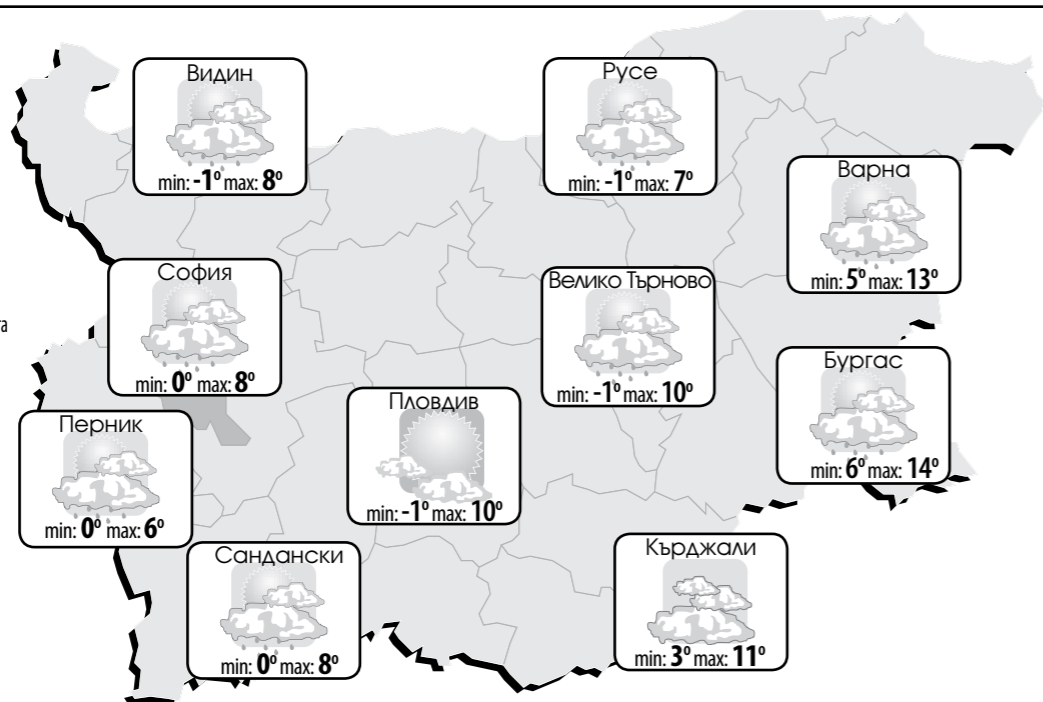 Видин
min: -1° max: 8°
Русе
min: -1° max: 7°
Варна
min: 5° max: 13°
София
min: 0° max: 8°
Велико Търново
min: -1° max: 10°
та
Бургас
min: 6° max: 14°
Пловдив
min: -1° max: 10°
Перник
min: 0° max: 6°
Сандански
min: 0° max: 8°
Кърджали
min: 3° max: 11°